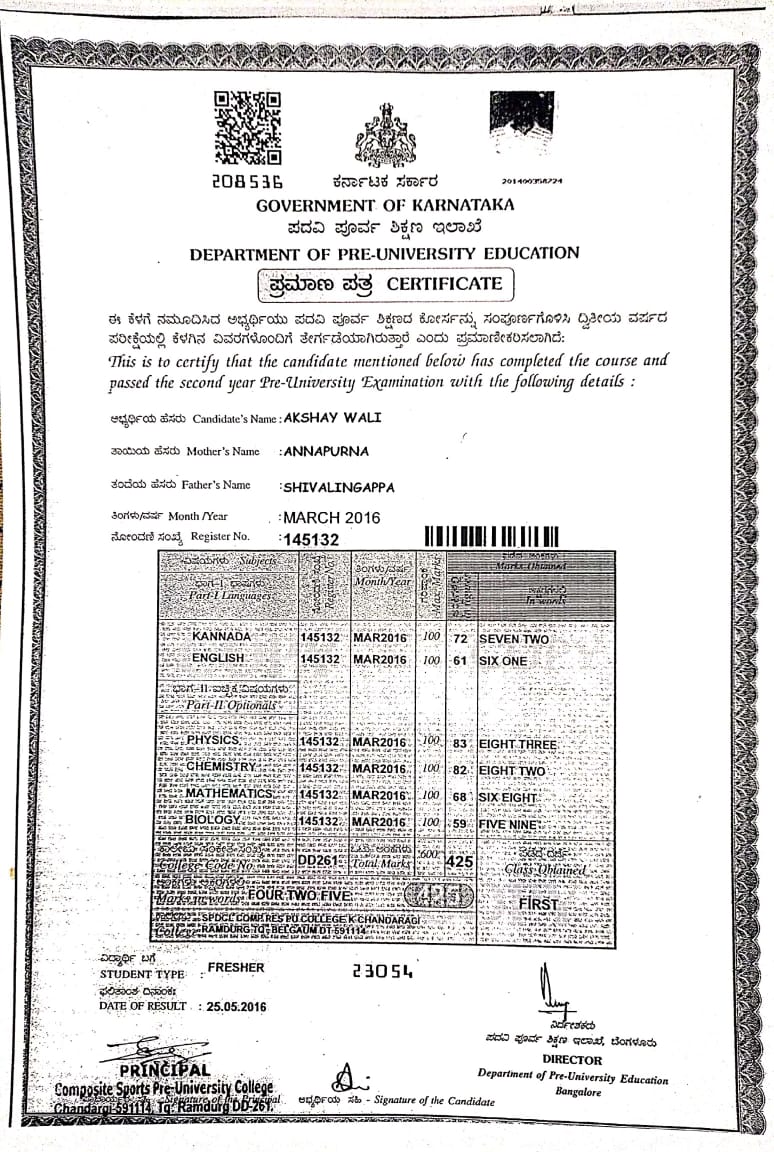 208536
201400358724
ಕರ್ನಾಟಕ ಸರ್ಕಾರ
GOVERNMENT OF KARNATAKA
ಪದವಿ ಪೂರ್ವ ಶಿಕ್ಷಣ ಇಲಾಖೆ
DEPARTMENT OF PRE-UNIVERSITY EDUCATION
ಪ್ರಮಾಣ ಪತ್ರ CERTIFICATE
ಈ ಕೆಳಗೆ ನಮೂದಿಸಿದ ಅಭ್ಯರ್ಥಿಯು ಪದವಿ ಪೂರ್ವ ಶಿಕ್ಷಣದ ಕೋರ್ಸನ್ನು ಸಂಪೂರ್ಣಗೊಳಿಸಿ ದ್ವಿತೀಯ ವರ್ಷದ
ಪರೀಕ್ಷೆಯಲ್ಲಿ ಕೆಳಗಿನ ವಿವರಗಳೊಂದಿಗೆ ತೇರ್ಗಡೆಯಾಗಿರುತ್ತಾರೆ ಎಂದು ಪ್ರಮಾಣೀಕರಿಸಲಾಗಿದೆ:
This is to certify that the candidate mentioned below has completed the course and
passed the second year Pre-University Examination with the following details :
ಅಭ್ಯರ್ಥಿಯ ಹೆಸರು Candidate's Name : AKSHAY WALI
ತಾಯಿಯ ಹೆಸರು Mother's Name : ANNAPURNA
ತಂದೆಯ ಹೆಸರು Father's Name : SHIVALINGAPPA
ತಿಂಗಳು/ವರ್ಷ Month /Year : MARCH 2016
ನೋಂದಣಿ ಸಂಖ್ಯೆ Register No. : 145132
ವಿಷಯಗಳು Subjects Register No. ತಿಂಗಳು/ವರ್ಷ Month/Year Max. Marks Marks Obtained
ಭಾಗ-I ಭಾಷೆಗಳು Part-I Languages In words
KANNADA 145132 MAR2016 100 72 SEVEN TWO
ENGLISH 145132 MAR2016 100 61 SIX ONE
ಭಾಗ-II ಐಚ್ಛಿಕ ವಿಷಯಗಳು
Part-II Optionals
PHYSICS 145132 MAR2016 100 83 EIGHT THREE
CHEMISTRY 145132 MAR2016 100 82 EIGHT TWO
MATHEMATICS 145132 MAR2016 100 68 SIX EIGHT
BIOLOGY 145132 MAR2016 100 59 FIVE NINE
College Code No. DD261 ಒಟ್ಟು ಅಂಕಗಳು Total Marks 600 425 Class Obtained
Marks in words FOUR TWO FIVE 425 FIRST
College SPDCL COMP.RES PU COLLEGE K CHANDARAGI
RAMDURG TQ- BELGAUM DT-591114
ವಿದ್ಯಾರ್ಥಿ ಬಗೆ
STUDENT TYPE : FRESHER
23054
ಫಲಿತಾಂಶ ದಿನಾಂಕ:
DATE OF RESULT : 25.05.2016
ನಿರ್ದೇಶಕರು
ಪದವಿ ಪೂರ್ವ ಶಿಕ್ಷಣ ಇಲಾಖೆ, ಬೆಂಗಳೂರು
DIRECTOR
Department of Pre-University Education
Bangalore
PRINCIPAL
Composite Sports Pre-University College
Signature of the Principal
Chandargi-591114, Tq: Ramdurg DD-261.
ಅಭ್ಯರ್ಥಿಯ ಸಹಿ - Signature of the Candidate